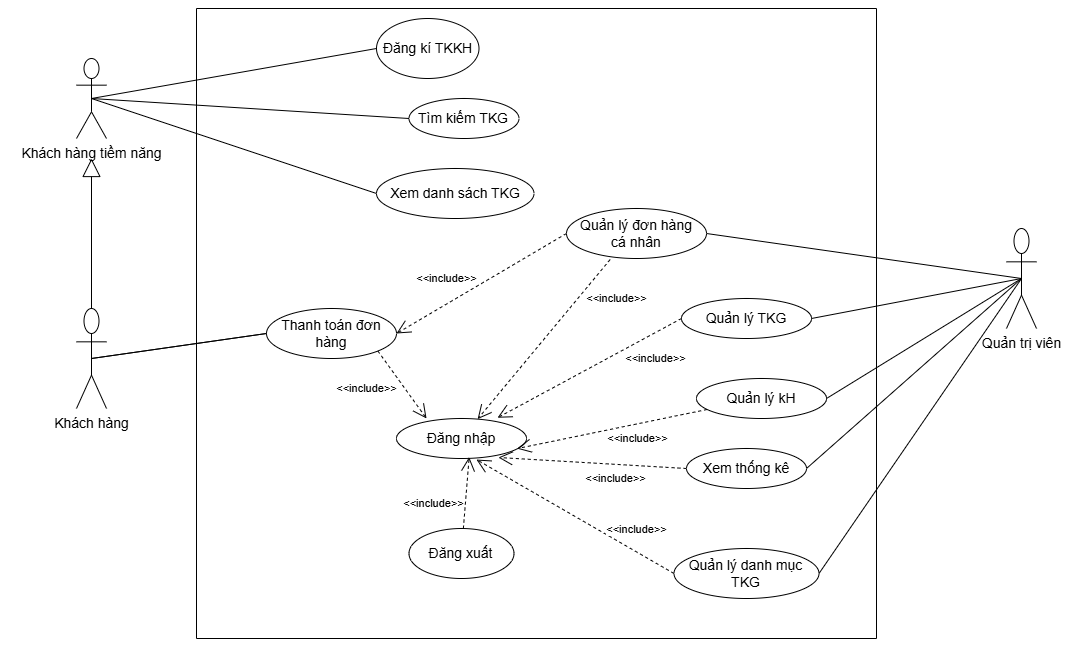 Đăng kí TKKH
Tìm kiếm TKG
Khách hàng tiềm năng
Xem danh sách TKG
Quản lý đơn hàng
cá nhân
<<include>>
<<include>>
Thanh toán đơn
hàng
Quản lý TKG
Quản trị viên
<<include>>
<<include>>
Quản lý kH
Khách hàng
Đăng nhập
<<include>>
Xem thống kê
<<include>>
<<include>>
<<include>>
Đăng xuất
Quản lý danh mục
TKG